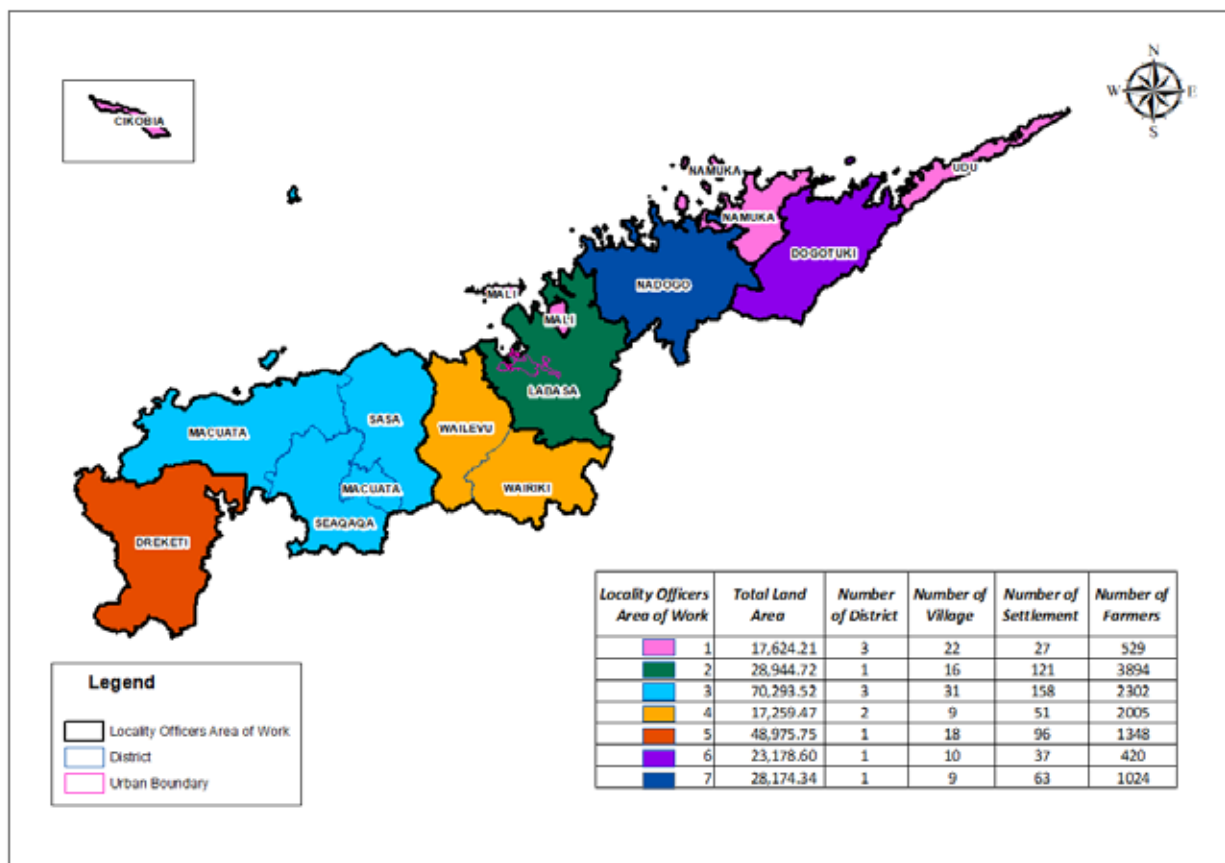 N
W E
S
CIKOBIA
NAMUKA
UDU
NAMUKA
DOGOTUKI
NADOGO
MALI
MALI
LABASA
SASA
MACUATA
WAILEVU
MACUATA
WAIRIKI
SEAQAQA
DREKETI
Locality Officers Area of Work Total Land Area Number of District Number of Village Number of Settlement Number of Farmers
1 17,624.21 3 22 27 529
2 28,944.72 1 16 121 3894
3 70,293.52 3 31 158 2302
4 17,259.47 2 9 51 2005
5 48,975.75 1 18 96 1348
6 23,178.60 1 10 37 420
7 28,174.34 1 9 63 1024
Legend
Locality Officers Area of Work
District
Urban Boundary